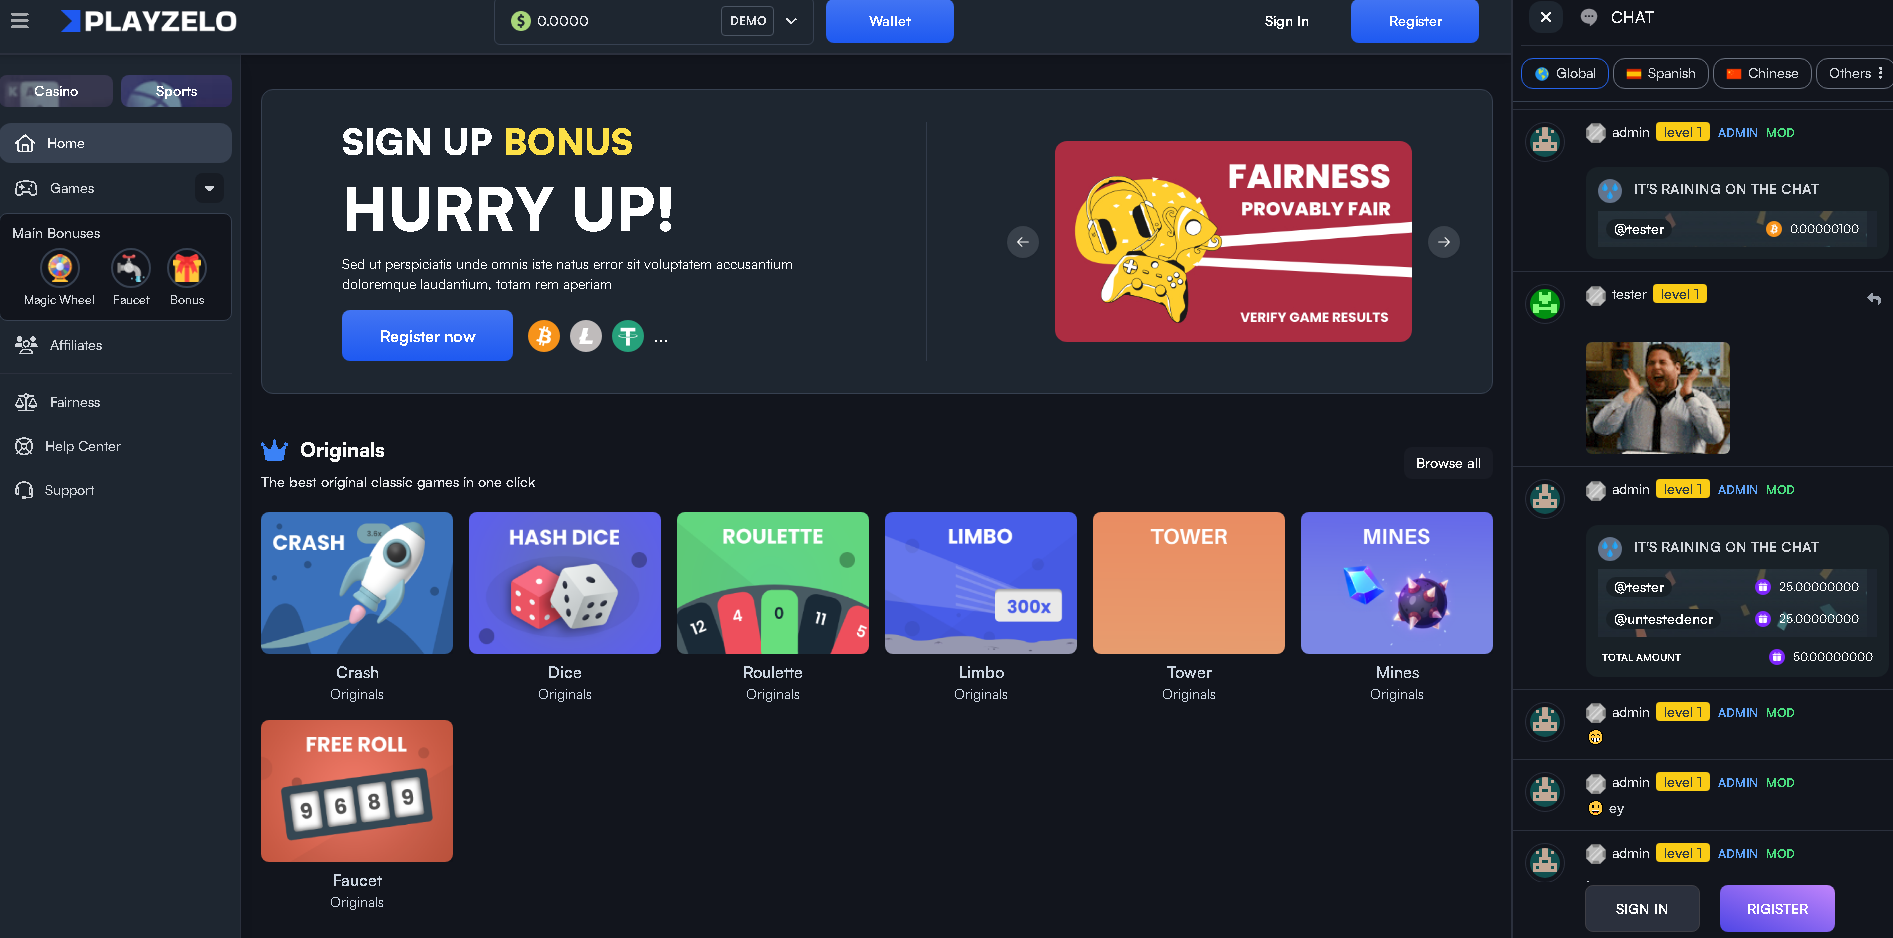 PLAYZELO
0.0000
DEMO
Wallet
Sign In
Register
Casino
Sports
Home
Games
Main Bonuses
Magic Wheel
Faucet
Bonus
Affiliates
Fairness
Help Center
Support
SIGN UP BONUS
HURRY UP!
Sed ut perspiciatis unde omnis iste natus error sit voluptatem accusantium
doloremque laudantium, totam rem aperiam
Register now
...
FAIRNESS
PROVABLY FAIR
VERIFY GAME RESULTS
Originals
The best original classic games in one click
Browse all
CRASH
3.6x
Crash
Originals
HASH DICE
Dice
Originals
ROULETTE
12
4
0
11
5
Roulette
Originals
LIMBO
300x
Limbo
Originals
TOWER
Tower
Originals
MINES
Mines
Originals
FREE ROLL
9 6 8 9
Faucet
Originals
CHAT
Global
Spanish
Chinese
Others
admin level 1 ADMIN MOD
IT'S RAINING ON THE CHAT
@tester 0.00000100
tester level 1
admin level 1 ADMIN MOD
IT'S RAINING ON THE CHAT
@tester 25.00000000
@untestedencr 25.00000000
TOTAL AMOUNT 50.00000000
admin level 1 ADMIN MOD
admin level 1 ADMIN MOD
ey
admin level 1 ADMIN MOD
SIGN IN
RIGISTER